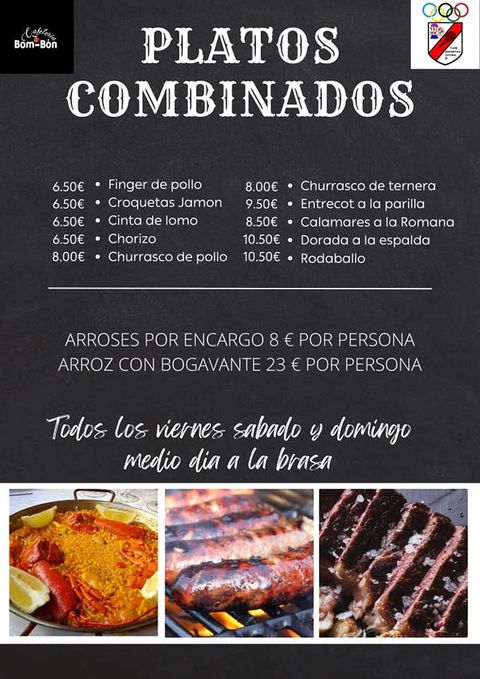 Cafetería
Bom-Bòn
PLATOS
COMBINADOS
6.50€ • Finger de pollo
6.50€ • Croquetas Jamon
6.50€ • Cinta de lomo
6.50€ • Chorizo
8.00€ • Churrasco de pollo
8.00€ • Churrasco de ternera
9.50€ • Entrecot a la parilla
8.50€ • Calamares a la Romana
10.50€ • Dorada a la espalda
10.50€ • Rodaballo
ARROSES POR ENCARGO 8 € POR PERSONA
ARROZ CON BOGAVANTE 23 € POR PERSONA
Todos los viernes sabado y domingo
medio dia a la brasa